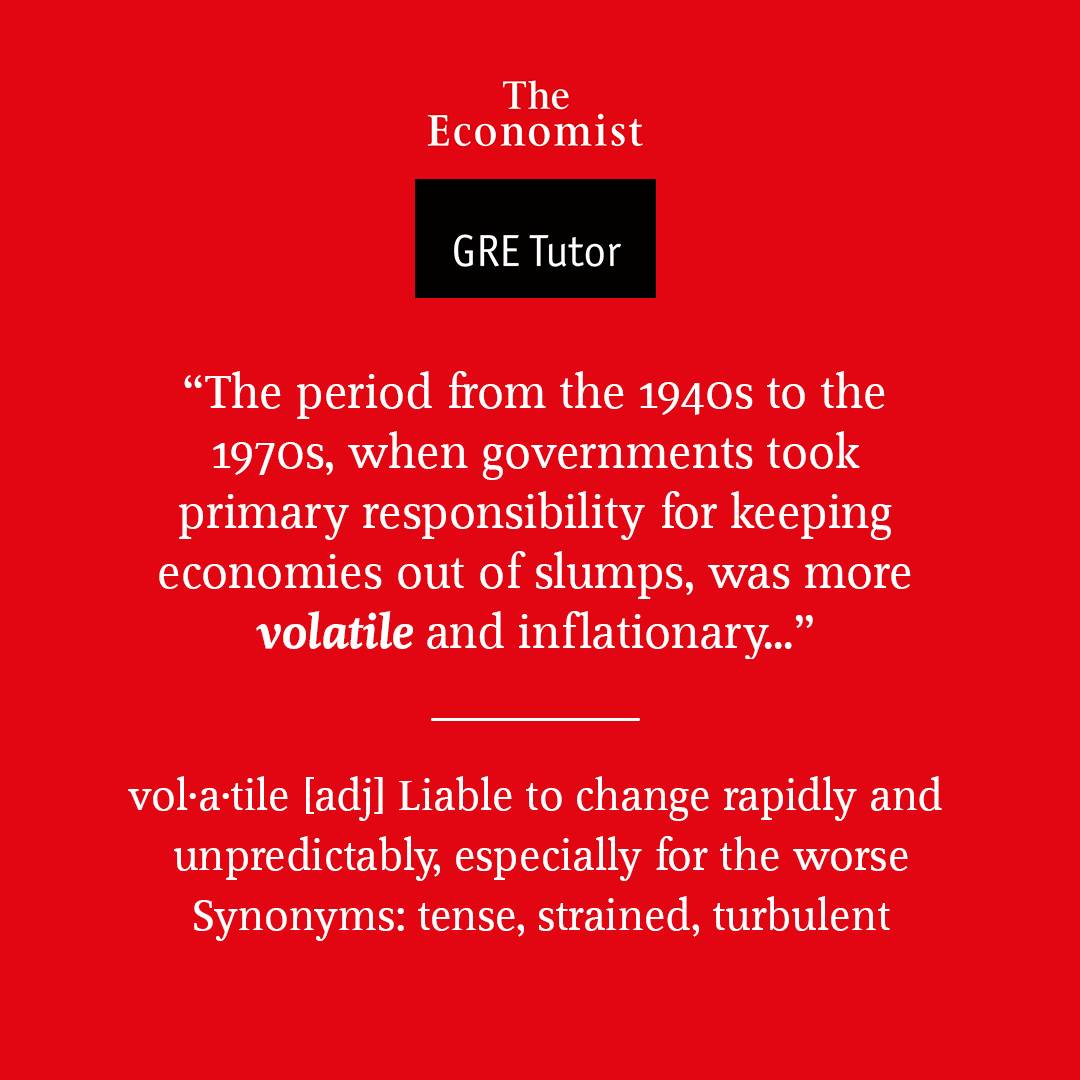 The
Economist
GRE Tutor
“The period from the 1940s to the
1970s, when governments took
primary responsibility for keeping
economies out of slumps, was more
volatile and inflationary...”
vol·a·tile [adj] Liable to change rapidly and
unpredictably, especially for the worse
Synonyms: tense, strained, turbulent